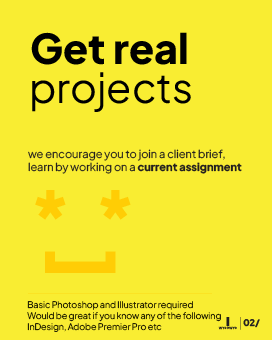 Get real
projects
we encourage you to join a client brief,
learn by working on a current assignment
* *
Basic Photoshop and Illustrator required
Would be great if you know any of the following
InDesign, Adobe Premier Pro etc
02/